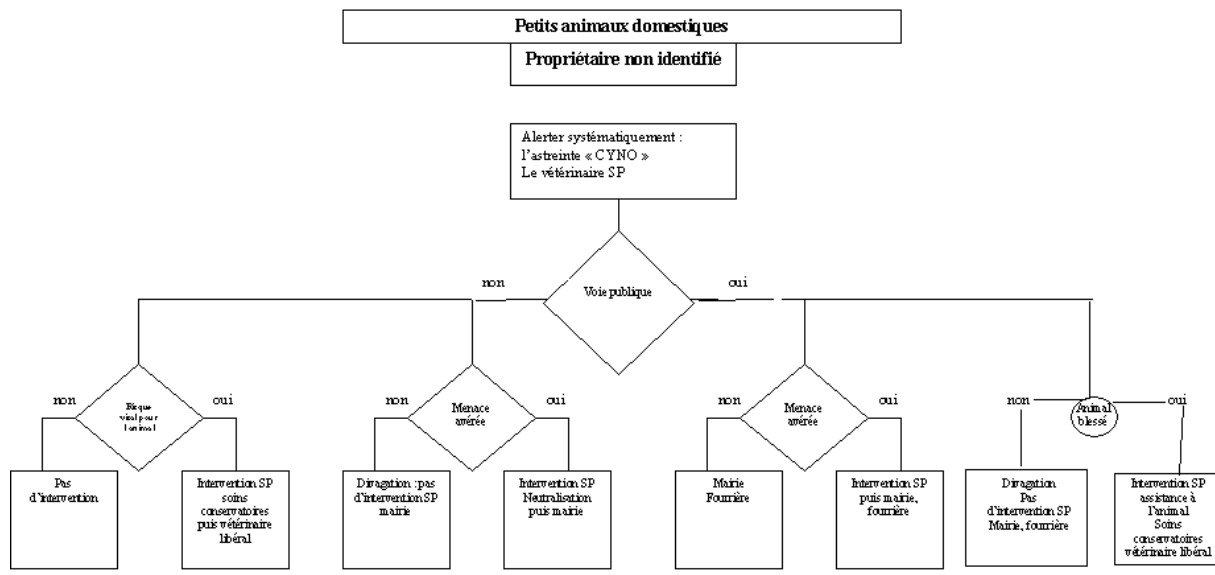 Petits animaux domestiques
Propriétaire non identifié
Alerter systématiquement :
l'astreinte « CYNO »
Le vétérinaire SP
non
Voie publique
oui
non
Risque
vital pour
l'animal
oui
non
Menace
avérée
oui
non
Menace
avérée
oui
non
Animal
blessé
oui
Pas
d'intervention
Intervention SP
soins
conservatoires
puis vétérinaire
libéral
Divagation : pas
d'intervention SP
mairie
Intervention SP
Neutralisation
puis mairie
Mairie
Fourrière
Intervention SP
puis mairie,
fourrière
Divagation
Pas
d'intervention SP
Mairie, fourrière
Intervention SP
assistance à
l'animal
Soins
conservatoires
vétérinaire libéral